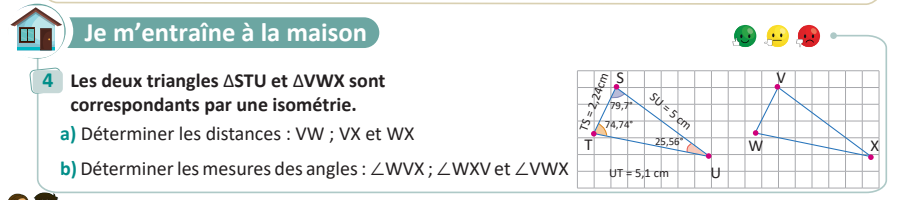 Je m'entraîne à la maison
4 Les deux triangles ΔSTU et ΔVWX sont
correspondants par une isométrie.
a) Déterminer les distances : VW ; VX et WX
b) Déterminer les mesures des angles : ∠WVX ; ∠WXV et ∠VWX
S
TS = 2,24cm
79,7°
SU = 5 cm
74,74°
T
25,56°
UT = 5,1 cm
U
V
W
X